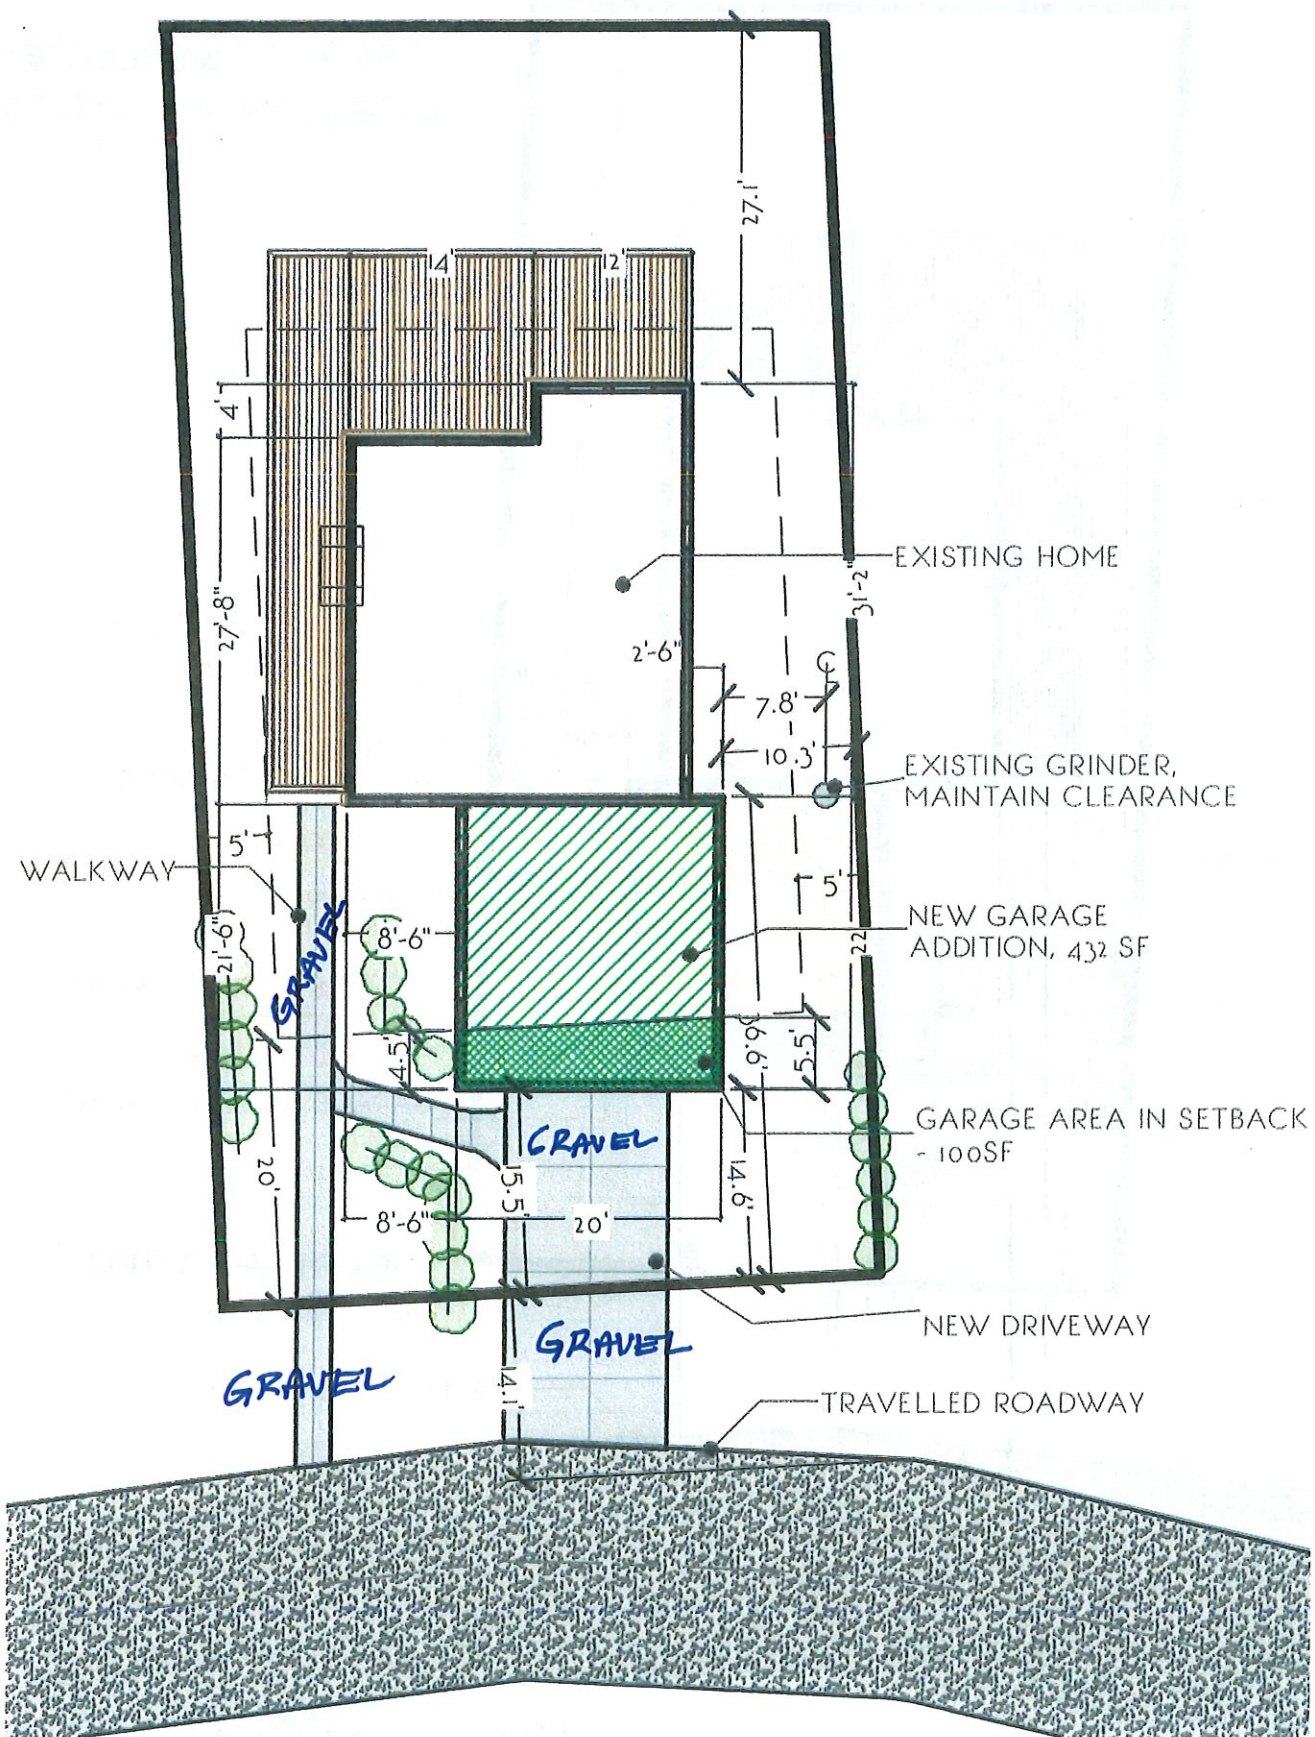 27.1'
14'
12'
4'
EXISTING HOME
27'-8"
31'-2"
2'-6"
C
7.8'
10.3'
EXISTING GRINDER,
MAINTAIN CLEARANCE
5'
WALKWAY
5'
NEW GARAGE
ADDITION, 432 SF
8'-6"
21'-6"
22
GRAVEL
36.6'
5.5'
4.5'
GARAGE AREA IN SETBACK
- 100SF
GRAVEL
20'
15.5'
14.6'
8'-6"
20'
NEW DRIVEWAY
GRAVEL
GRAVEL
14.1'
TRAVELLED ROADWAY